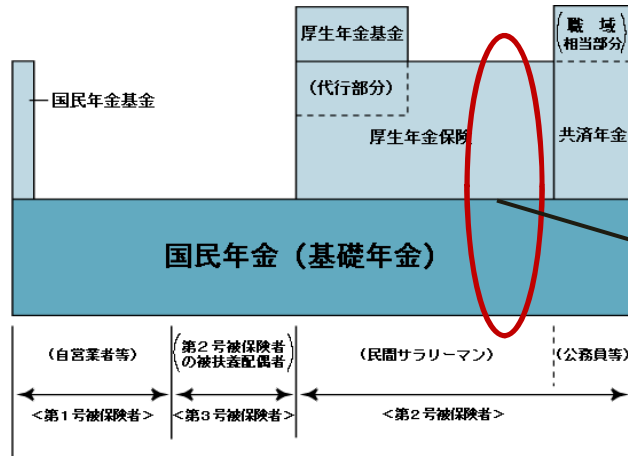 厚生年金基金
(職域
相当部分)
国民年金基金
(代行部分)
厚生年金保険
共済年金
国民年金(基礎年金)
(自営業者等)
(第2号被保険者
の被扶養配偶者)
(民間サラリーマン)
(公務員等)
<第1号被保険者>
<第3号被保険者>
<第2号被保険者>